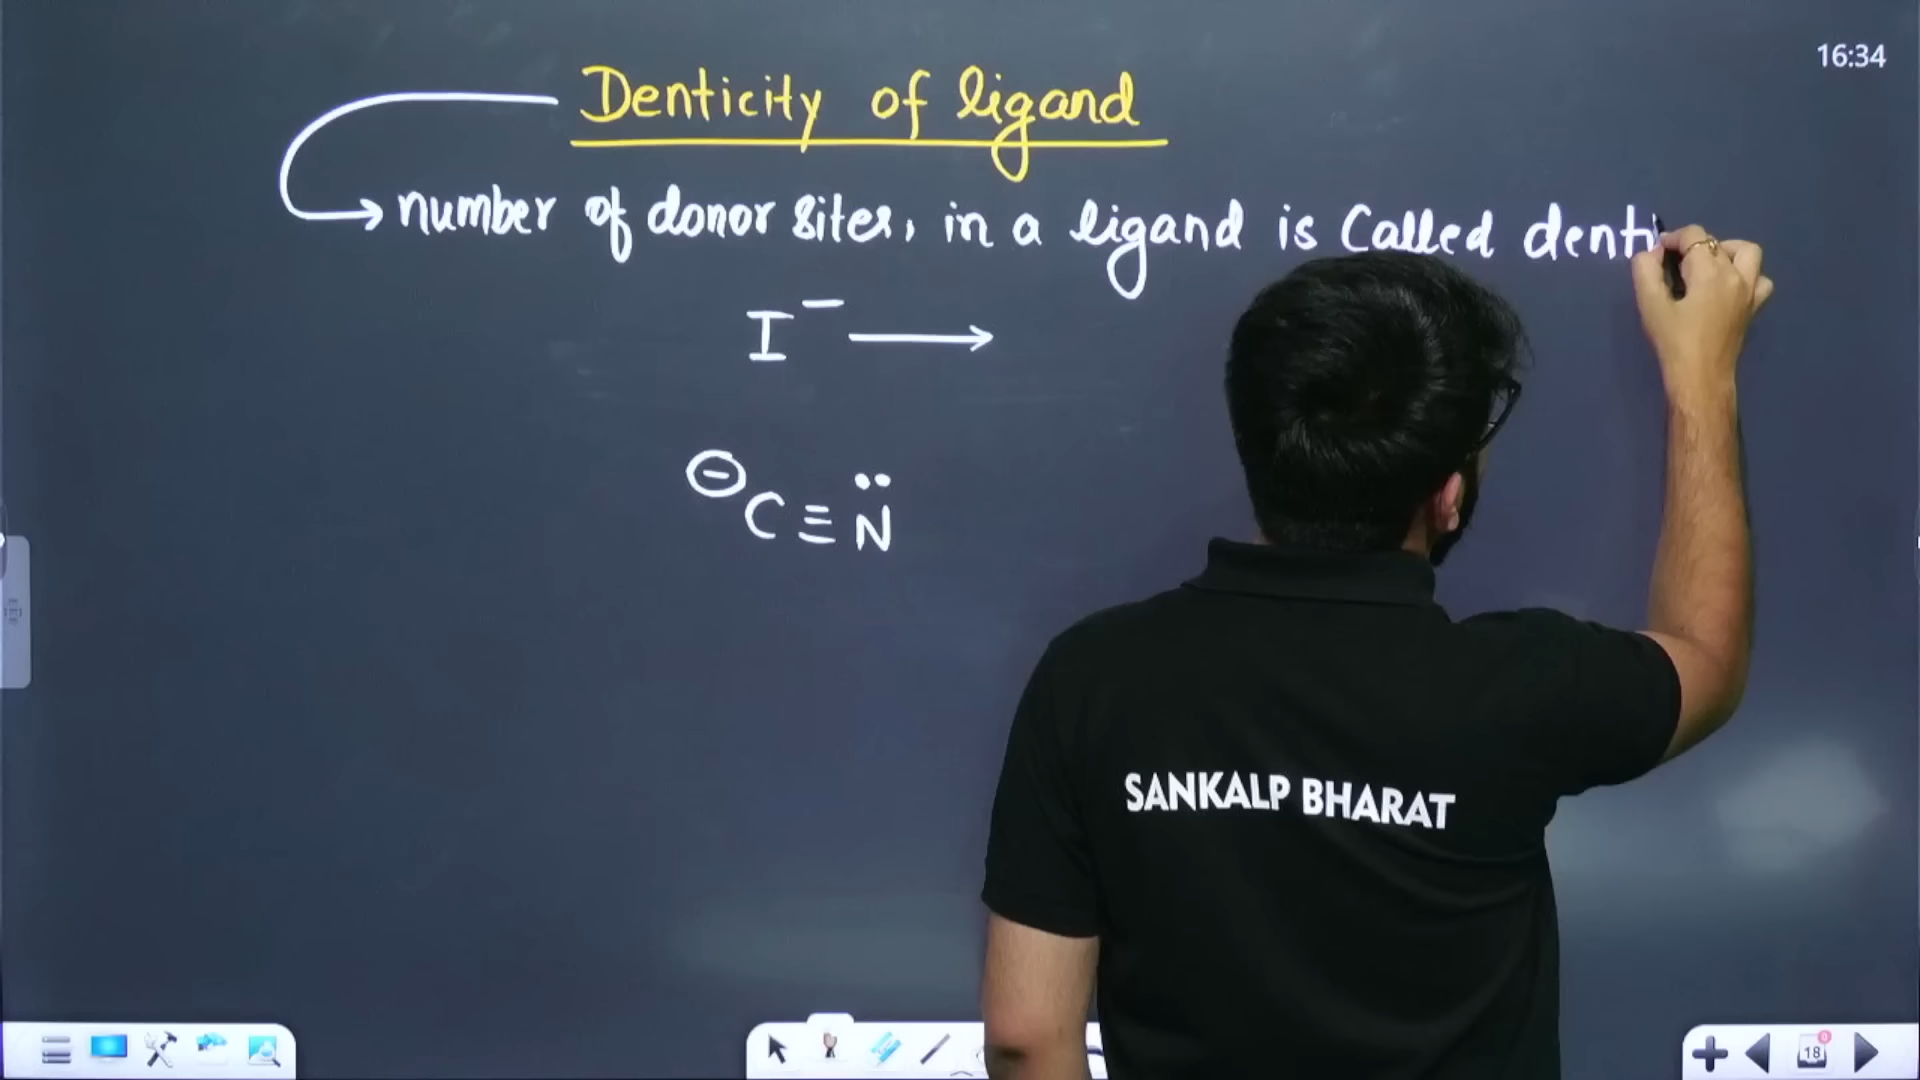 16:34
Denticity of ligand
number of donor sites, in a ligand is Called denti
I⁻ ⟶
⊖C≡N̈
SANKALP BHARAT
18